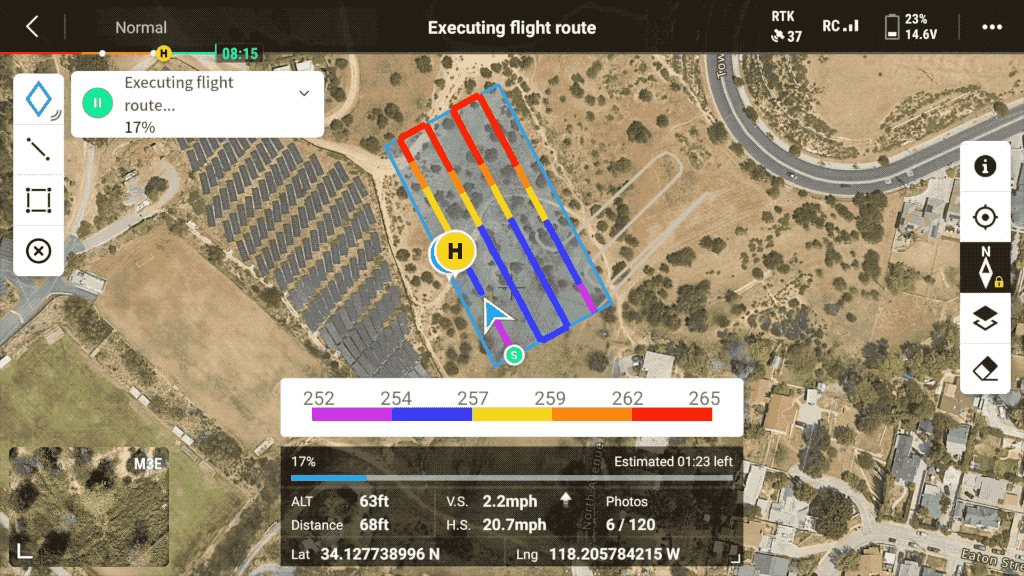 Normal
Executing flight route
RTK
37
RC
23%
14.6V
H
08:15
Executing flight
route...
17%
N
H
S
252 254 257 259 262 265
M3E
17% Estimated 01:23 left
ALT 63ft V.S. 2.2mph Photos
Distance 68ft H.S. 20.7mph 6 / 120
Lat 34.127738996 N Lng 118.205784215 W
North Avenue
Eaton Stre